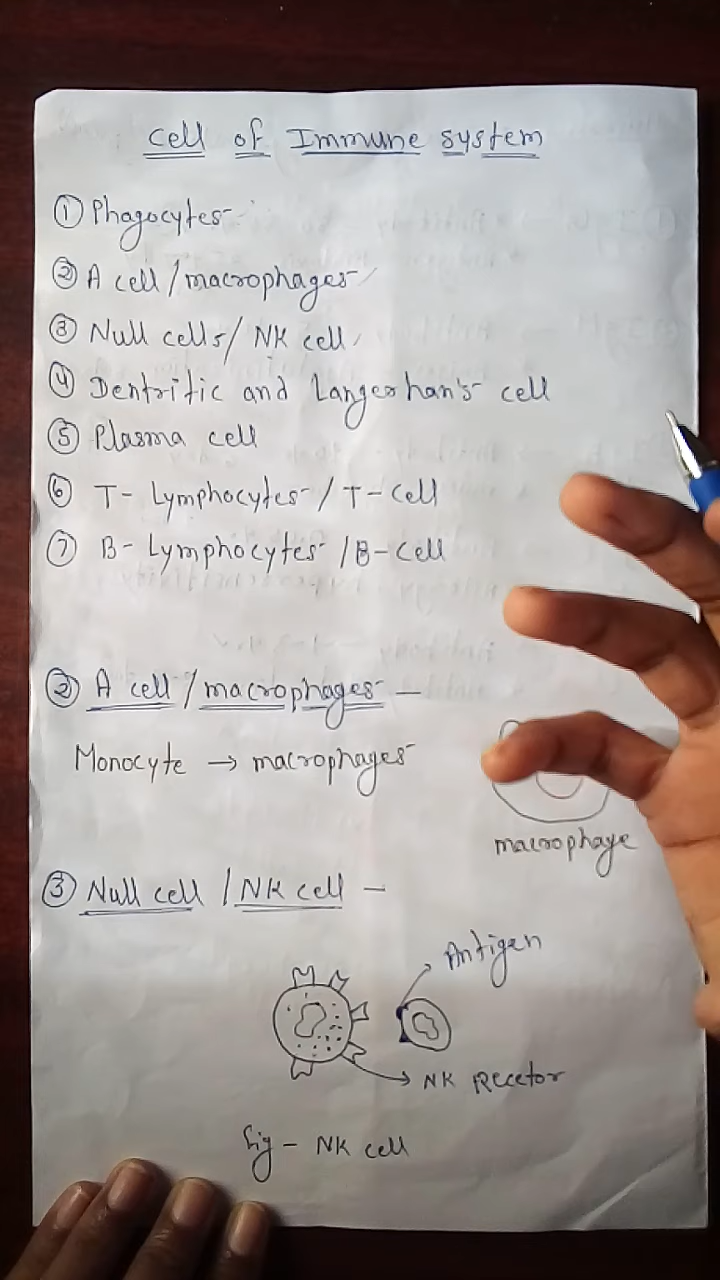 Cell of Immune system
① Phagocytes
② A cell/macrophages
③ Null cells/NK cell
④ Dentritic and Langerhan's cell
⑤ Plasma cell
⑥ T-Lymphocytes/T-cell
⑦ B-Lymphocytes/B-cell
② A cell/macrophages –
Monocyte → macrophages
macrophage
③ Null cell/NK cell –
Antigen
NK Recetor
fig – NK cell